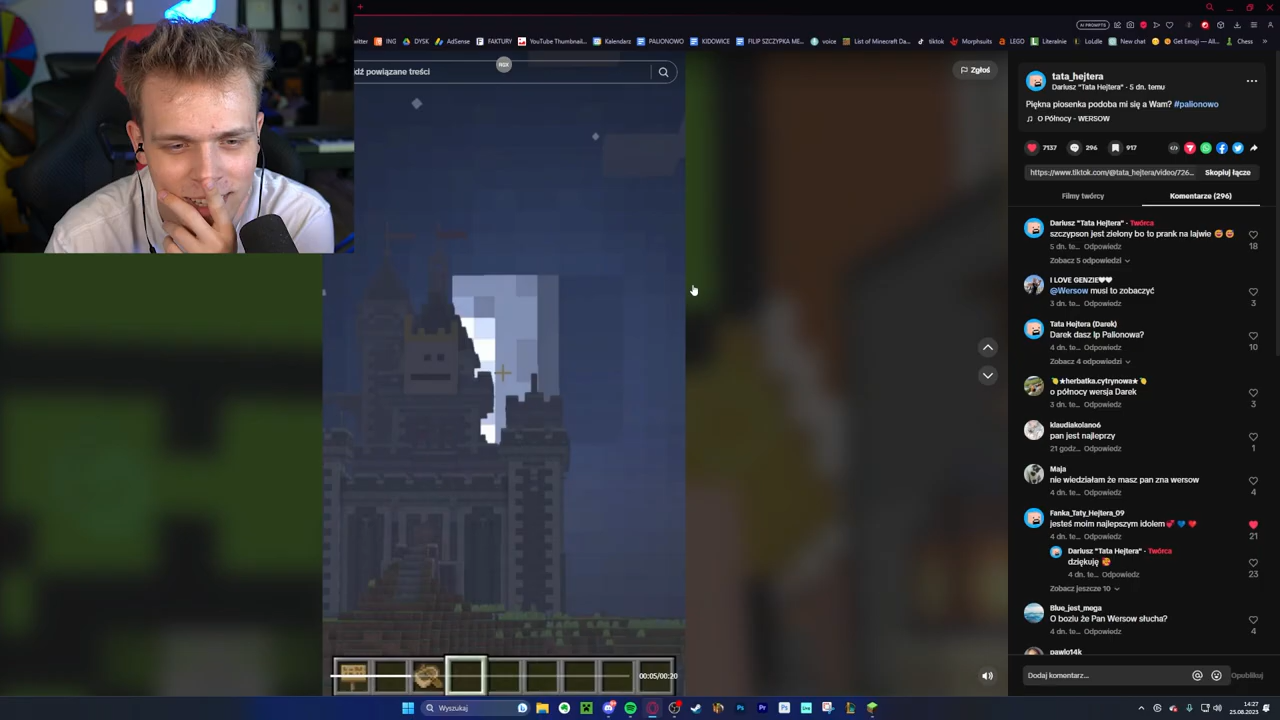 AI PROMPTS
witter ING DYSK AdSense FAKTURY YouTube Thumbnail... Kalendarz PALIONOWO KIDOWICE FILIP SZCZYPKA ME... voice List of Minecraft Da... tiktok Morphsuits LEGO Literalnie Loldle New chat Get Emoji — All... Chess
dź powiązane treści
RGX
Zgłoś
tata_hejtera
Dariusz "Tata Hejtera" · 5 dn. temu
Piękna piosenka podoba mi się a Wam? #palionowo
O Północy - WERSOW
7137 296 917
https://www.tiktok.com/@tata_hejtera/video/726... Skopiuj łącze
Filmy twórcy Komentarze (296)
Dariusz "Tata Hejtera" · Twórca
szczypson jest zielony bo to prank na lajwie
5 dn. te... Odpowiedz 18
Zobacz 5 odpowiedzi
I LOVE GENZIE
@Wersow musi to zobaczyć
3 dn. te... Odpowiedz 3
Tata Hejtera (Darek)
Darek dasz Ip Palionowa?
4 dn. te... Odpowiedz 10
Zobacz 4 odpowiedzi
★herbatka.cytrynowa★
o północy wersja Darek
3 dn. te... Odpowiedz 3
klaudiakolano6
pan jest najleprzy
21 godz... Odpowiedz 1
Maja
nie wiedziałam że masz pan zna wersow
4 dn. te... Odpowiedz 4
Fanka_Taty_Hejtera_09
jesteś moim najlepszym idolem
4 dn. te... Odpowiedz 21
Dariusz "Tata Hejtera" · Twórca
dziękuję
4 dn. te... Odpowiedz 23
Zobacz jeszcze 10
Blue_jest_mega
O boziu że Pan Wersow słucha?
4 dn. te... Odpowiedz 4
pawlo14k
00:05/00:20
Dodaj komentarz... Opublikuj
Wyszukaj
14:27
25.08.2023